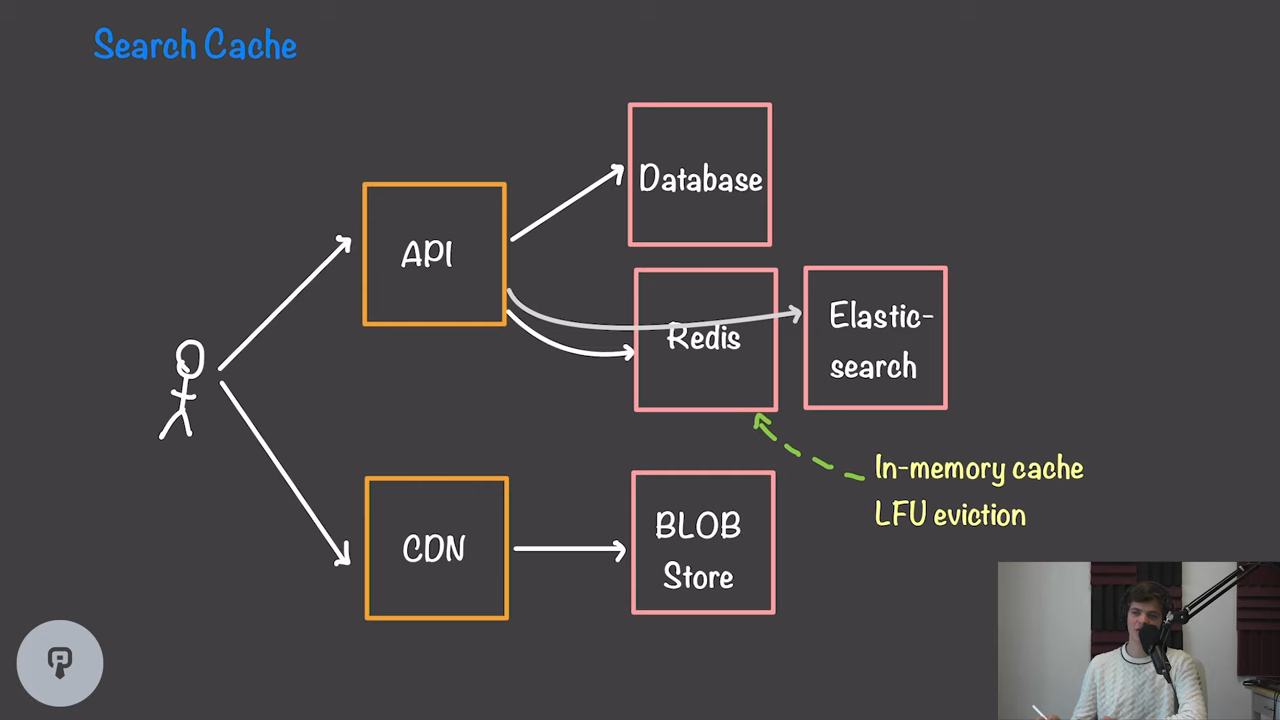 Search Cache
Database
API
Redis
Elastic-
search
In-memory cache
LFU eviction
CDN
BLOB
Store